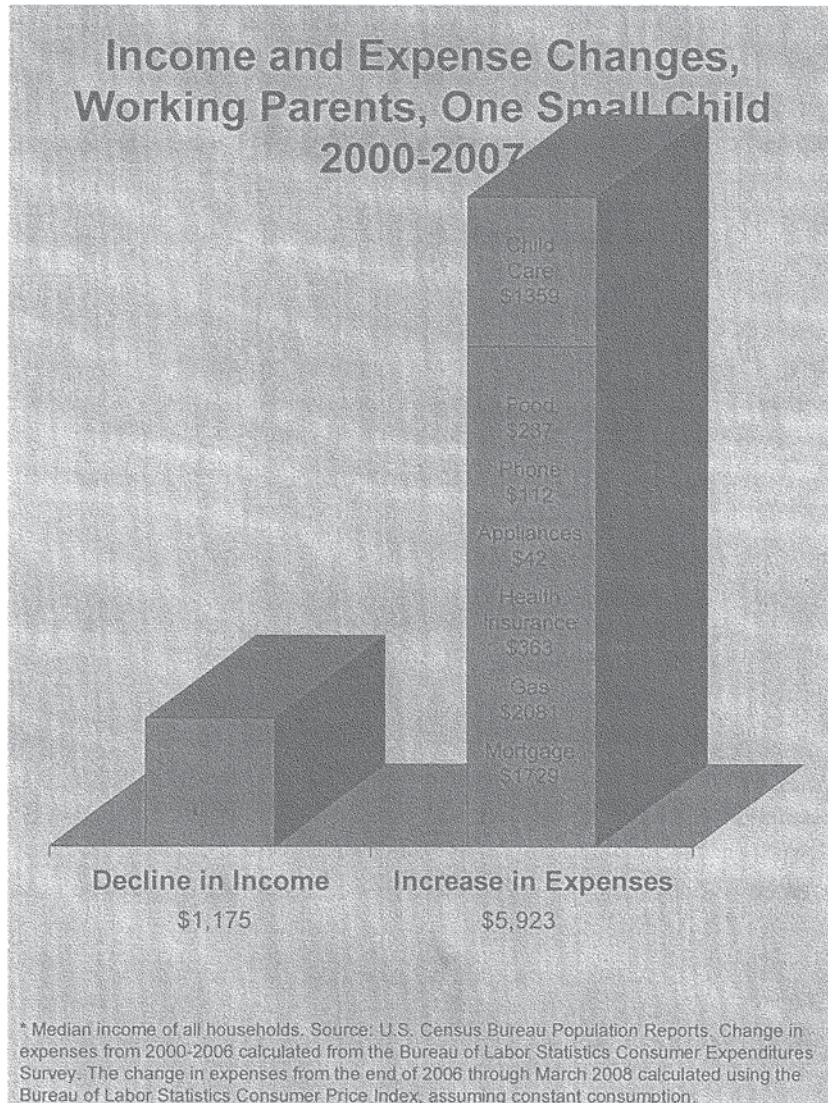 Income and Expense Changes,
Working Parents, One Small Child
2000-2007
Child
Care
$1359
Food
$237
Phone
$112
Appliances
$42
Health
Insurance
$363
Gas
$2081
Mortgage
$1729
Decline in Income
Increase in Expenses
$1,175
$5,923
* Median income of all households. Source: U.S. Census Bureau Population Reports. Change in
expenses from 2000-2006 calculated from the Bureau of Labor Statistics Consumer Expenditures
Survey. The change in expenses from the end of 2006 through March 2008 calculated using the
Bureau of Labor Statistics Consumer Price Index, assuming constant consumption.